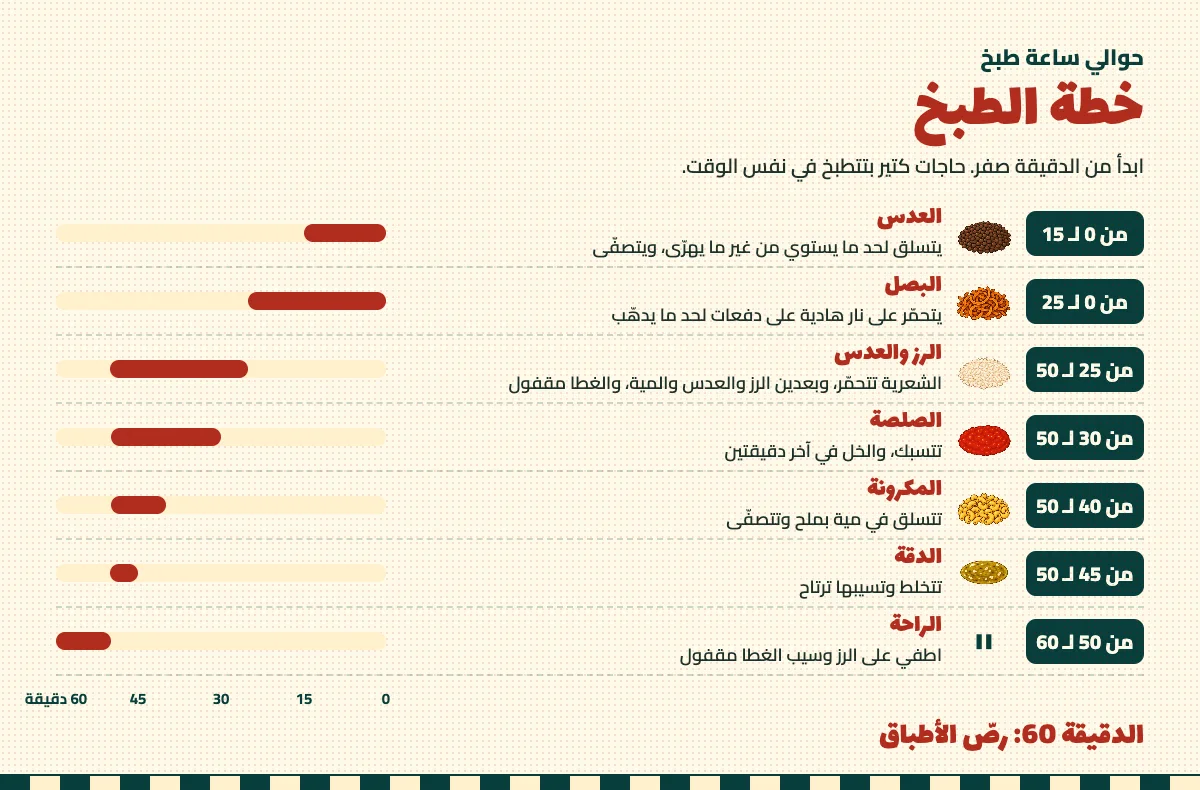 حوالي ساعة طبخ
خطة الطبخ
ابدأ من الدقيقة صفر. حاجات كتير بتتطبخ في نفس الوقت.
من 0 لـ 15
العدس
يتسلق لحد ما يستوي من غير ما يهرّى، ويتصفّى
من 0 لـ 25
البصل
يتحمّر على نار هادية على دفعات لحد ما يدهّب
من 25 لـ 50
الرز والعدس
الشعرية تتحمّر، وبعدين الرز والعدس والمية، والغطا مقفول
من 30 لـ 50
الصلصة
تتسبك، والخل في آخر دقيقتين
من 40 لـ 50
المكرونة
تتسلق في مية بملح وتتصفّى
من 45 لـ 50
الدقة
تتخلط وتسيبها ترتاح
من 50 لـ 60
الراحة
اطفي على الرز وسيب الغطا مقفول
0 15 30 45 60 دقيقة
الدقيقة 60: رصّ الأطباق